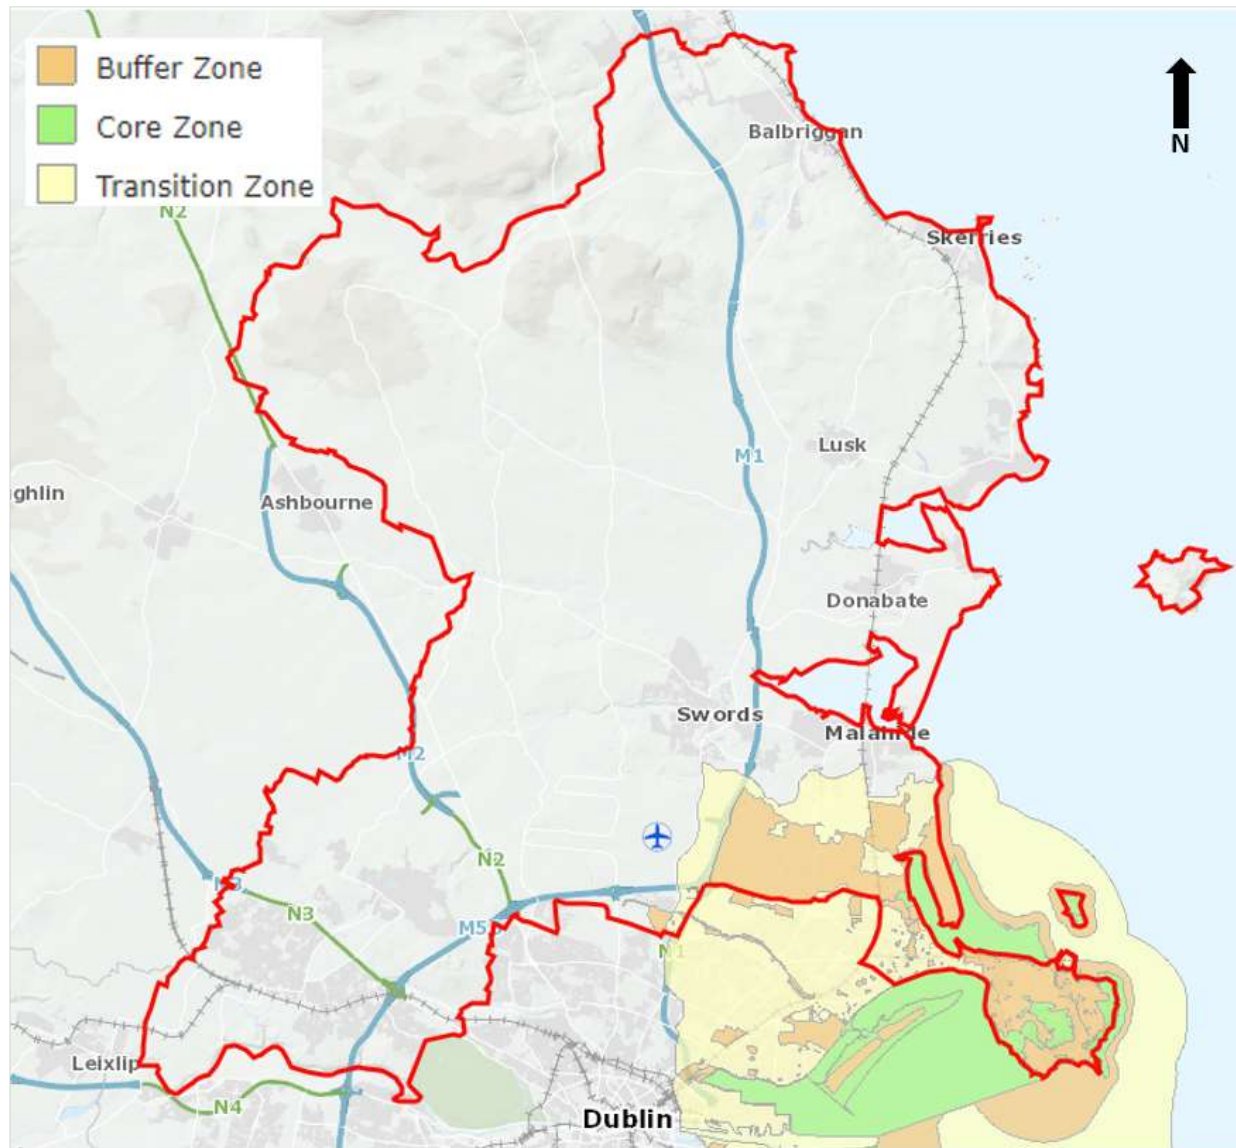 Buffer Zone
Core Zone
Transition Zone
N
N2
Balbriggan
Skerries
M1
Lusk
ghlin
Ashbourne
Donabate
Swords
Malahide
M2
N2
M3
N3
M5
N1
Leixlip
N4
Dublin